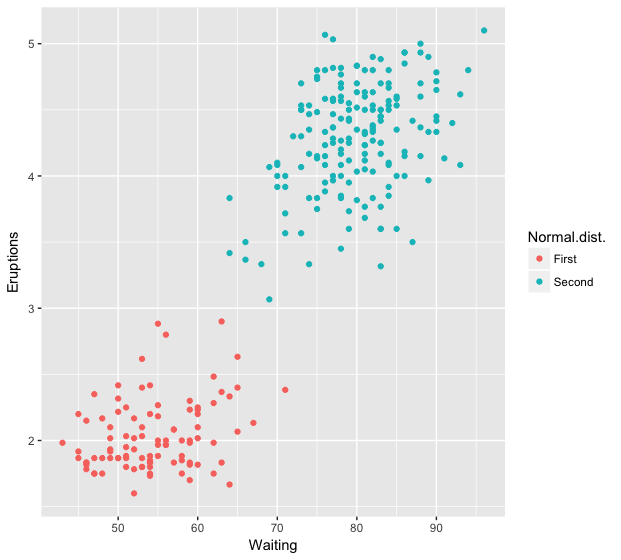 5
4
3
2
Eruptions
50 60 70 80 90
Waiting
Normal.dist.
First
Second